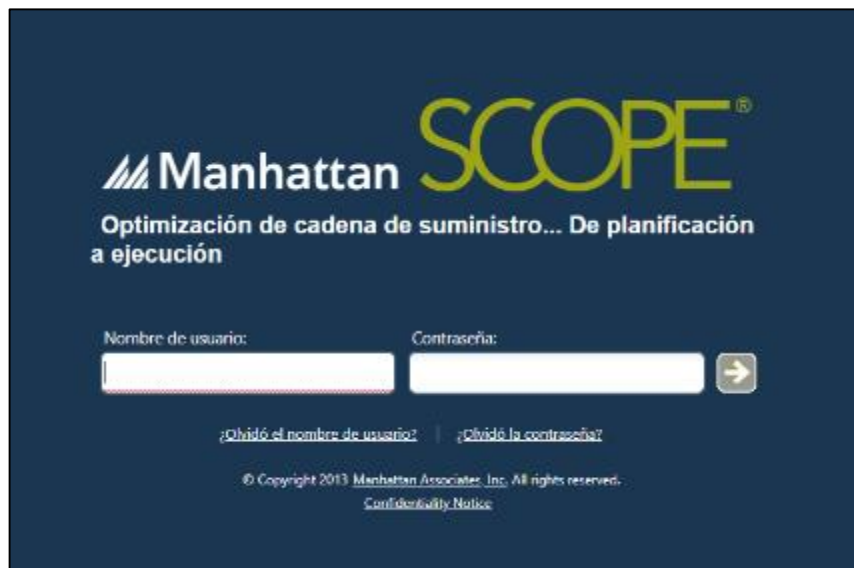 Manhattan SCOPE®
Optimización de cadena de suministro... De planificación
a ejecución
Nombre de usuario: Contraseña:
¿Olvidó el nombre de usuario? | ¿Olvidó la contraseña?
© Copyright 2013 Manhattan Associates, Inc. All rights reserved.
Confidentiality Notice